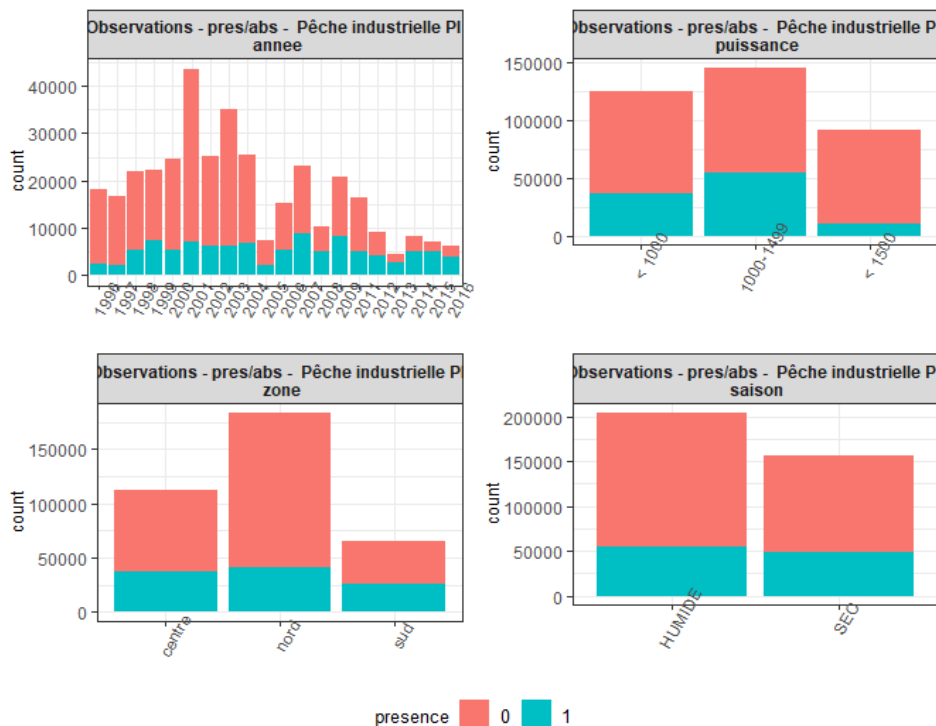 Observations - pres/abs - Pêche industrielle
annee
count
40000
30000
20000
10000
0
1996
1997
1998
1999
2000
2001
2002
2003
2004
2005
2006
2007
2008
2009
2011
2012
2013
2014
2015
2016
Observations - pres/abs - Pêche industrielle
puissance
count
150000
100000
50000
0
< 1000
1000-1499
< 1500
Observations - pres/abs - Pêche industrielle
zone
count
150000
100000
50000
0
centre
nord
sud
Observations - pres/abs - Pêche industrielle
saison
count
200000
150000
100000
50000
0
HUMIDE
SEC
presence 0 1